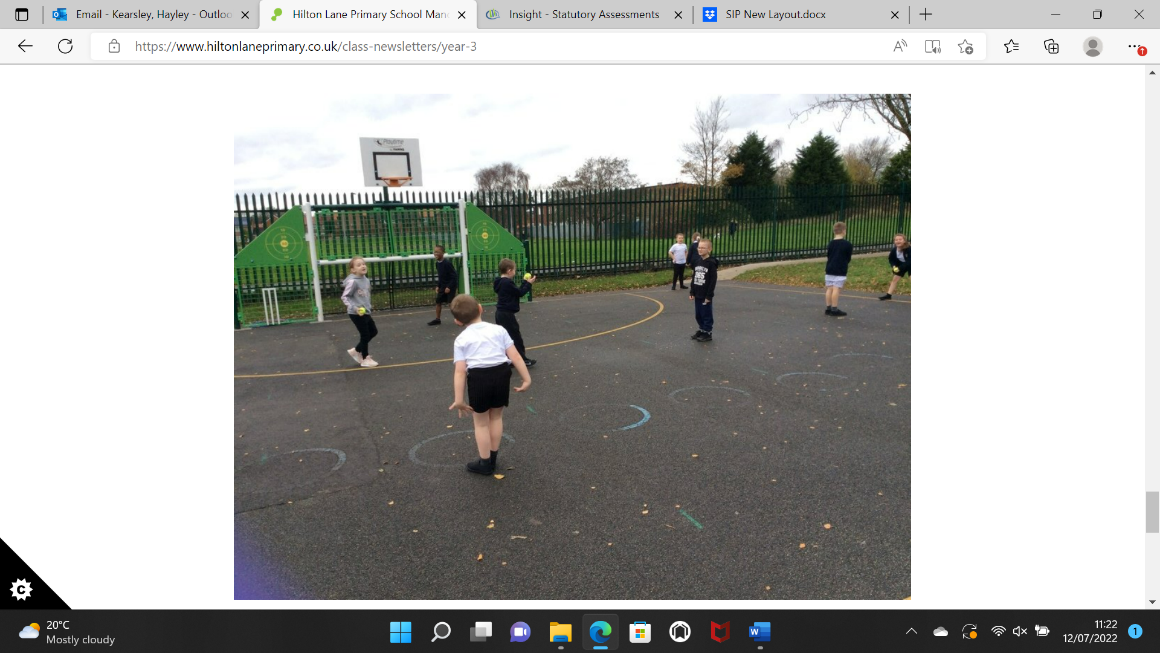 Email - Kearsley, Hayley - Outloo
Hilton Lane Primary School Man
Insight - Statutory Assessments
SIP New Layout.docx
https://www.hiltonlaneprimary.co.uk/class-newsletters/year-3
20°C
Mostly cloudy
11:22
12/07/2022
1